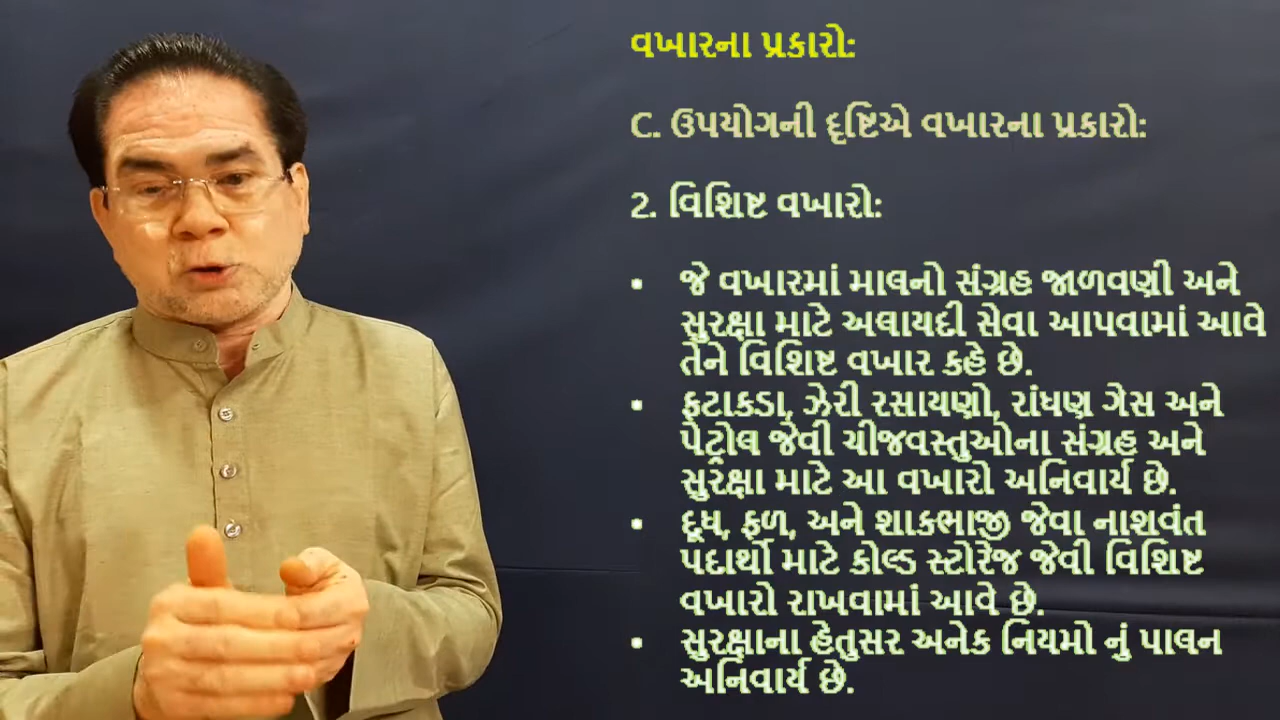 વખારના પ્રકારો:
C. ઉપયોગની દૃષ્ટિએ વખારના પ્રકારો:
2. વિશિષ્ટ વખારો:
• જે વખારમાં માલનો સંગ્રહ જાળવણી અને
સુરક્ષા માટે અલાયદી સેવા આપવામાં આવે
તેને વિશિષ્ટ વખાર કહે છે.
• ફટાકડા, ઝેરી રસાયણો, રાંધણ ગેસ અને
પેટ્રોલ જેવી ચીજવસ્તુઓના સંગ્રહ અને
સુરક્ષા માટે આ વખારો અનિવાર્ય છે.
• દૂધ, ફળ, અને શાકભાજી જેવા નાશવંત
પદાર્થો માટે કોલ્ડ સ્ટોરેજ જેવી વિશિષ્ટ
વખારો રાખવામાં આવે છે.
• સુરક્ષાના હેતુસર અનેક નિયમો નું પાલન
અનિવાર્ય છે.